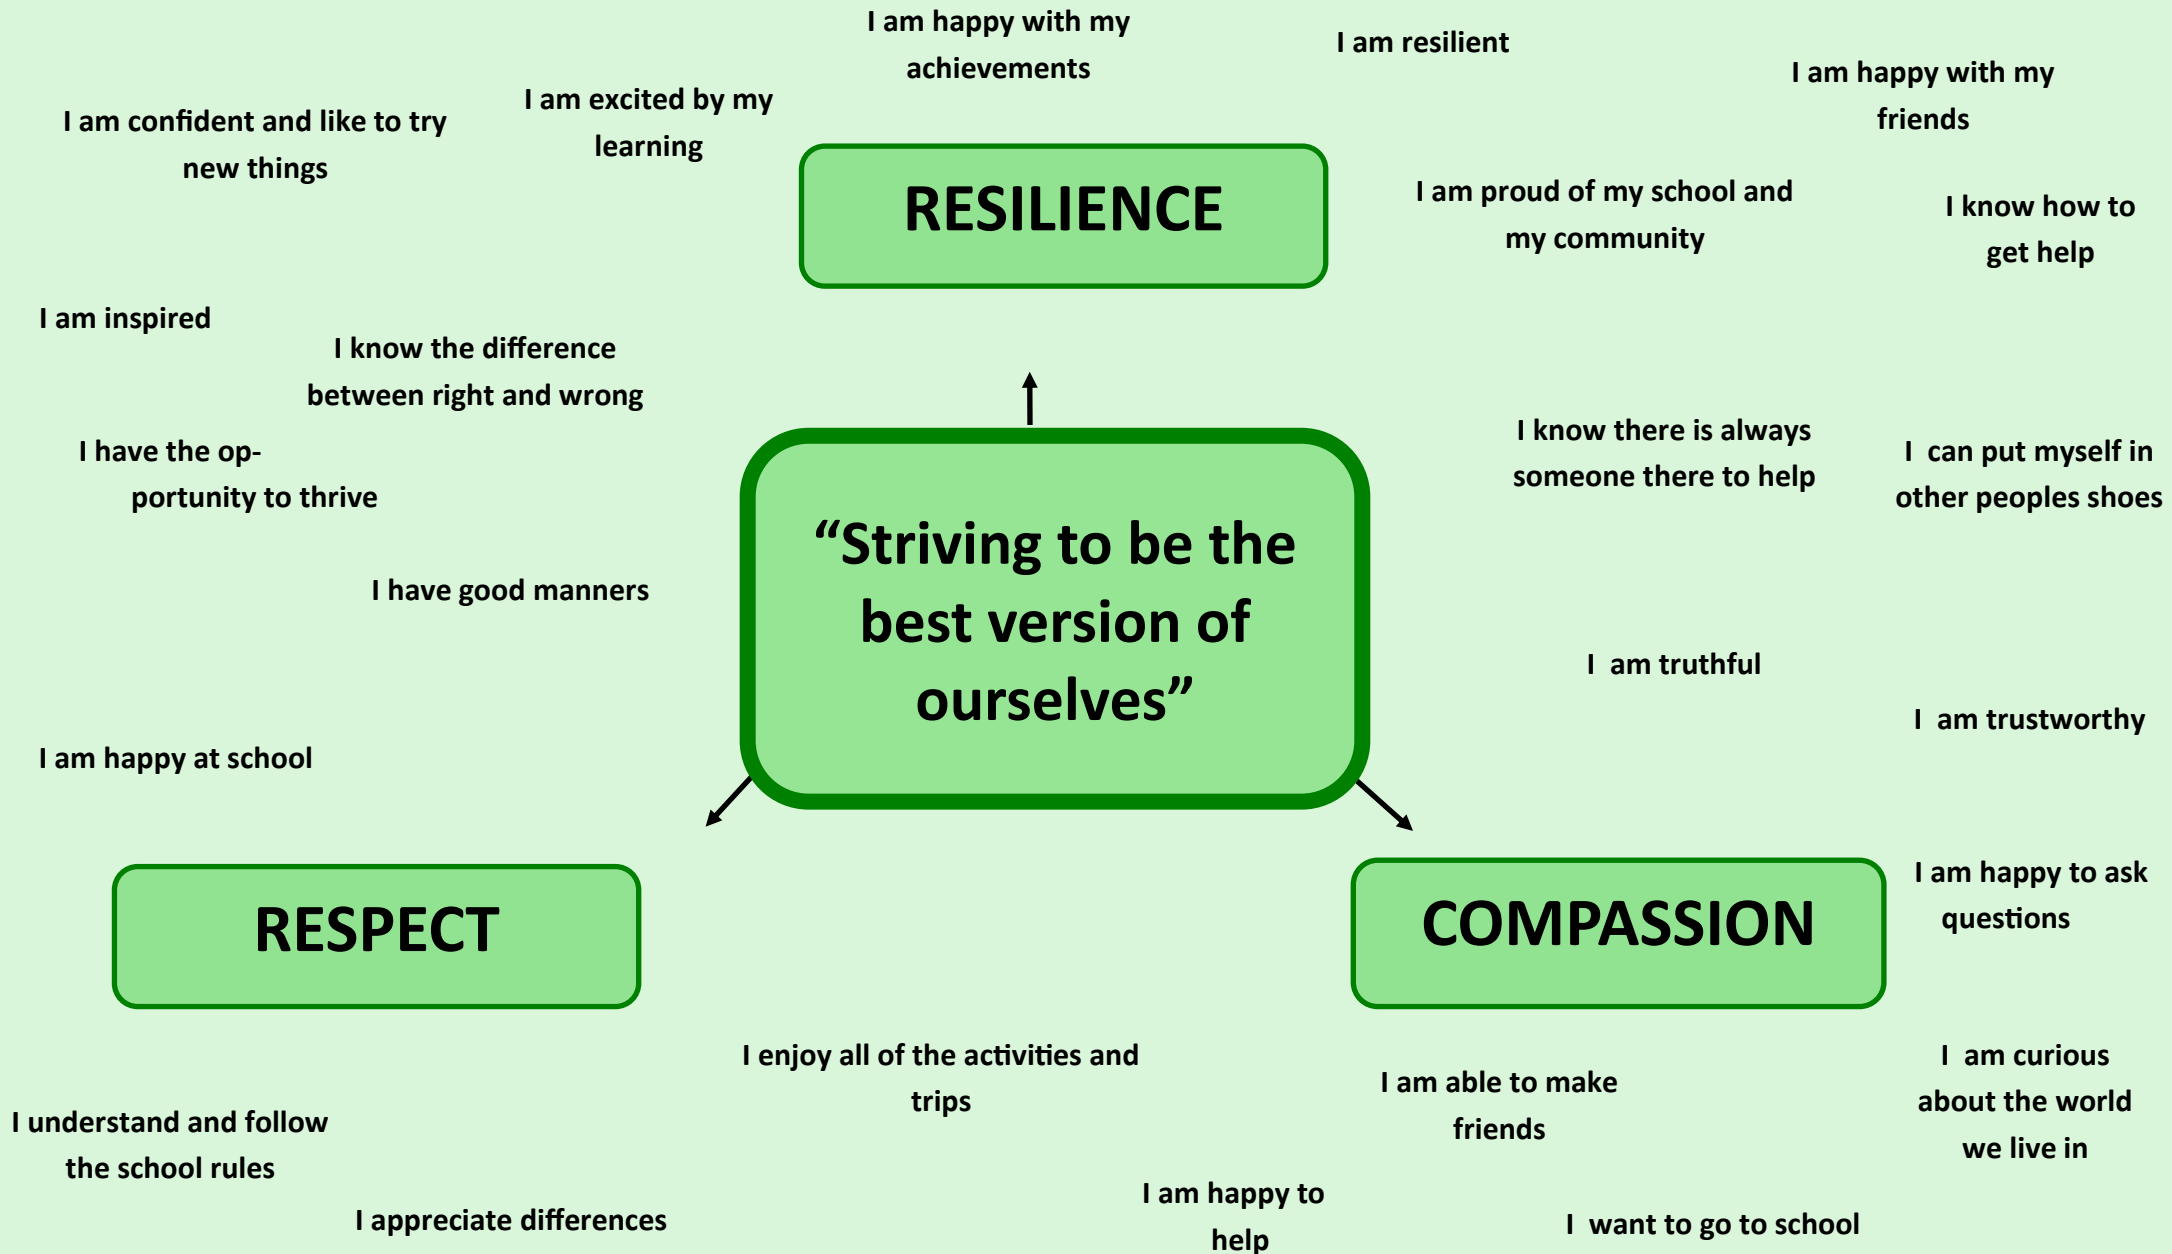 I am happy with my
achievements
I am resilient
I am happy with my
friends
I am excited by my
learning
I am confident and like to try
new things
RESILIENCE
I am proud of my school and
my community
I know how to
get help
I am inspired
I know the difference
between right and wrong
I have the op-
portunity to thrive
I know there is always
someone there to help
I can put myself in
other peoples shoes
“Striving to be the
best version of
ourselves”
I have good manners
I am truthful
I am trustworthy
I am happy at school
RESPECT
COMPASSION
I am happy to ask
questions
I enjoy all of the activities and
trips
I am able to make
friends
I am curious
about the world
we live in
I understand and follow
the school rules
I appreciate differences
I am happy to
help
I want to go to school